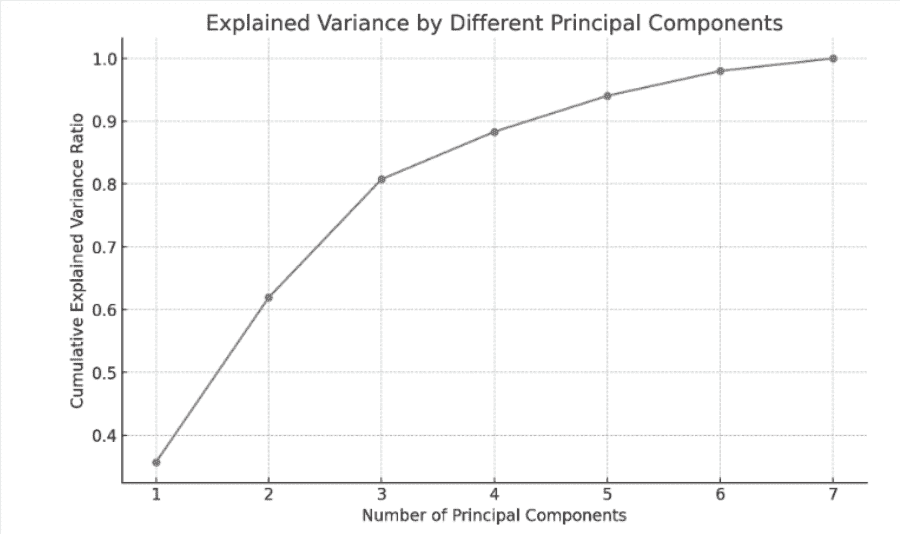 Explained Variance by Different Principal Components
Cumulative Explained Variance Ratio
1.0
0.9
0.8
0.7
0.6
0.5
0.4
1 2 3 4 5 6 7
Number of Principal Components